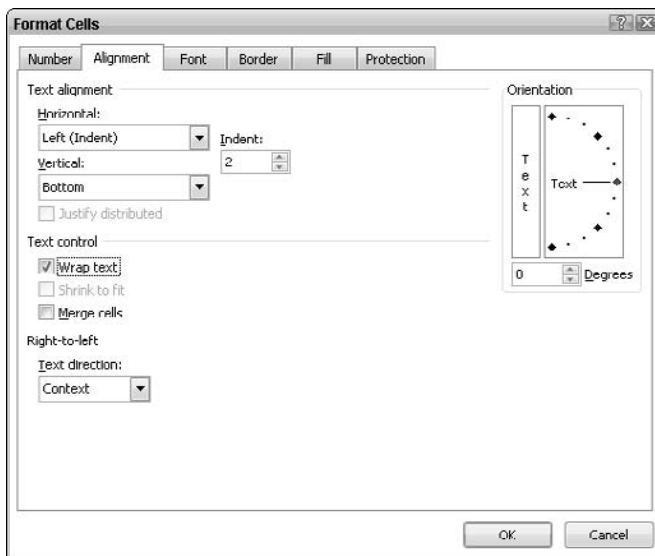 Format Cells
Number Alignment Font Border Fill Protection
Text alignment
Horizontal:
Left (Indent)
Indent:
2
Vertical:
Bottom
Justify distributed
Text control
Wrap text
Shrink to fit
Merge cells
Right-to-left
Text direction:
Context
Orientation
Text
Text
0 Degrees
OK Cancel